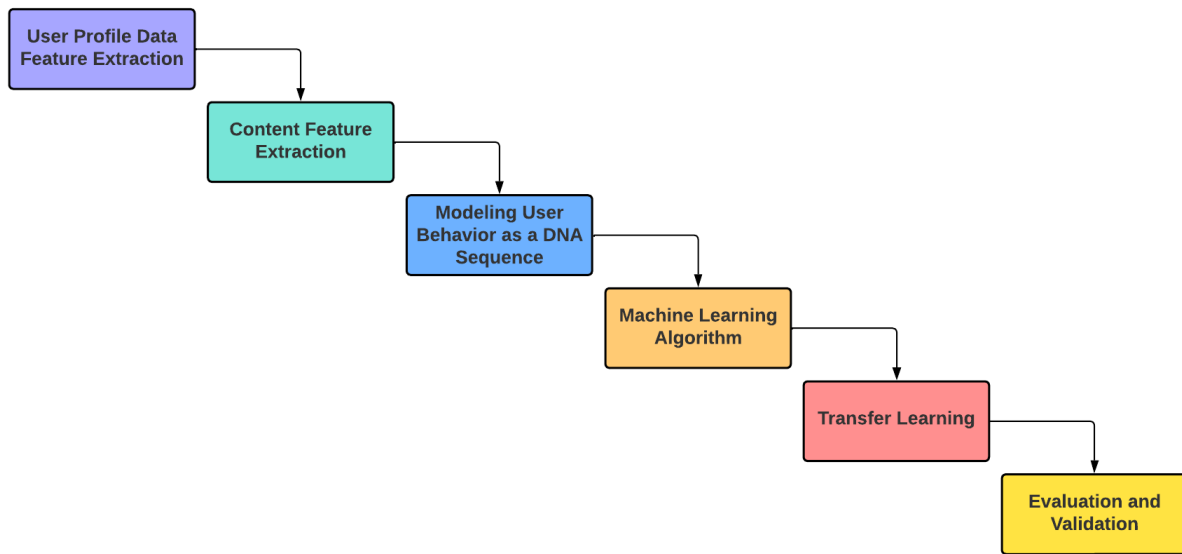 User Profile Data
Feature Extraction
Content Feature
Extraction
Modeling User
Behavior as a DNA
Sequence
Machine Learning
Algorithm
Transfer Learning
Evaluation and
Validation